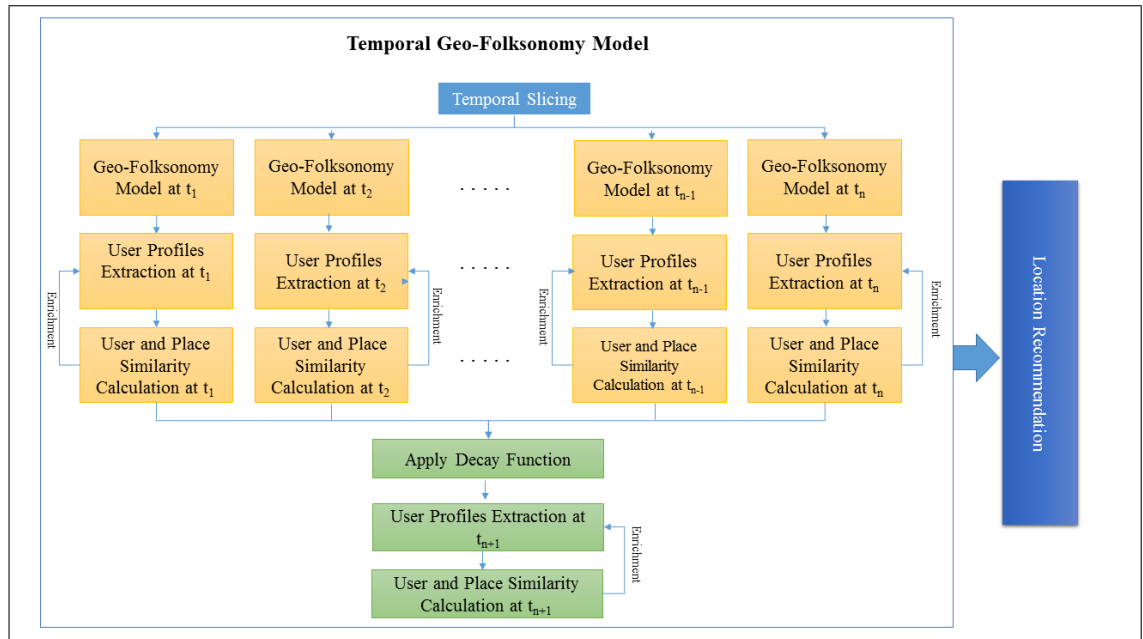 Temporal Geo-Folksonomy Model
Temporal Slicing
Geo-Folksonomy
Model at t1
Geo-Folksonomy
Model at t2
. . . . .
Geo-Folksonomy
Model at tn-1
Geo-Folksonomy
Model at tn
User Profiles
Extraction at t1
User Profiles
Extraction at t2
. . . . .
User Profiles
Extraction at tn-1
User Profiles
Extraction at tn
Enrichment
Enrichment
Enrichment
Enrichment
User and Place
Similarity
Calculation at t1
User and Place
Similarity
Calculation at t2
. . . . .
User and Place
Similarity
Calculation at tn-1
User and Place
Similarity
Calculation at tn
Apply Decay Function
User Profiles Extraction at
tn+1
Enrichment
User and Place Similarity
Calculation at tn+1
Location Recommendation